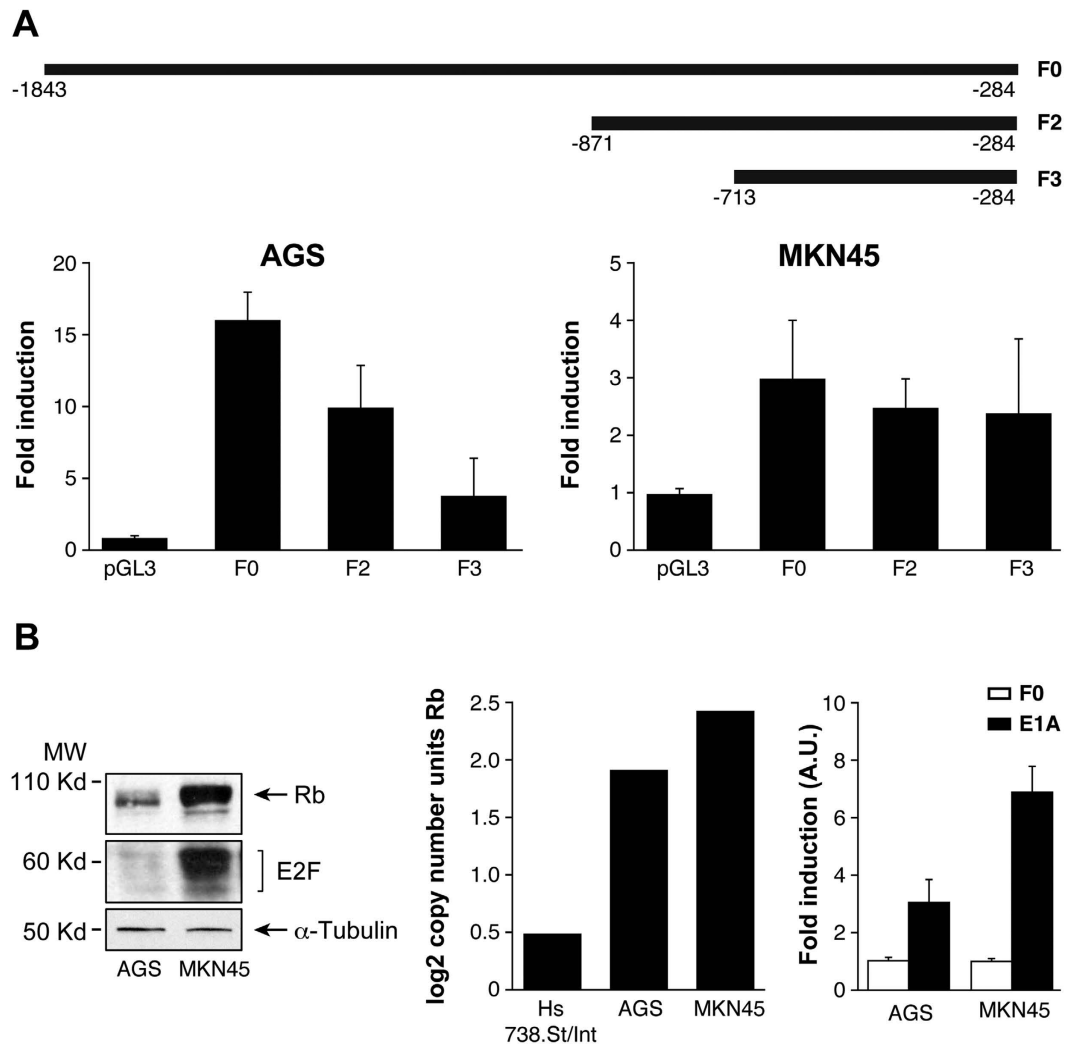 A
F0
-1843 -284
F2
-871 -284
F3
-713 -284
AGS
Fold induction
20
15
10
5
0
pGL3 F0 F2 F3
MKN45
Fold induction
5
4
3
2
1
0
pGL3 F0 F2 F3
B
MW
110 Kd
Rb
60 Kd
E2F
50 Kd
α-Tubulin
AGS MKN45
log2 copy number units Rb
2.5
2.0
1.5
1.0
0.5
0
Hs
738.St/Int
AGS MKN45
F0
E1A
Fold induction (A.U.)
10
8
6
4
2
0
AGS MKN45